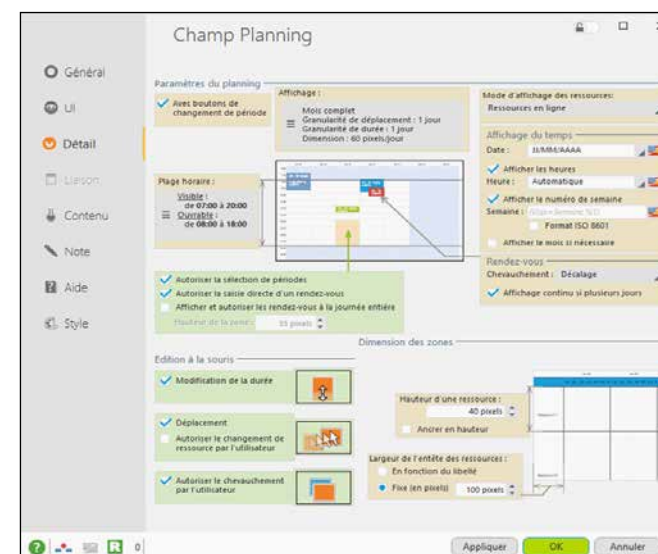 Champ Planning
Général
UI
Détail
Liaison
Contenu
Note
Aide
Style
Paramètres du planning
Avec boutons de
changement de période
Affichage :
Mois complet
Granularité de déplacement : 1 jour
Granularité de durée : 1 jour
Dimension : 60 pixels/jour
Plage horaire :
Visible :
de 07:00 à 20:00
Ouvrable :
de 08:00 à 18:00
Mode d'affichage des ressources:
Ressources en ligne
Affichage du temps
Date : JJ/MM/AAAA
Afficher les heures
Heure : Automatique
Afficher le numéro de semaine
Semaine :
Format ISO 8601
Afficher le mois si nécessaire
Rendez-vous
Chevauchement : Décalage
Affichage continu si plusieurs jours
Autoriser la sélection de périodes
Autoriser la saisie directe d'un rendez-vous
Afficher et autoriser les rendez-vous à la journée entière
Hauteur de la zone : 35 pixels
Edition à la souris
Modification de la durée
Déplacement
Autoriser le changement de
ressource par l'utilisateur
Autoriser le chevauchement
par l'utilisateur
Dimension des zones
Hauteur d'une ressource :
40 pixels
Ancrer en hauteur
Largeur de l'entête des ressources :
En fonction du libellé
Fixe (en pixels) 100 pixels
R 0
Appliquer OK Annuler